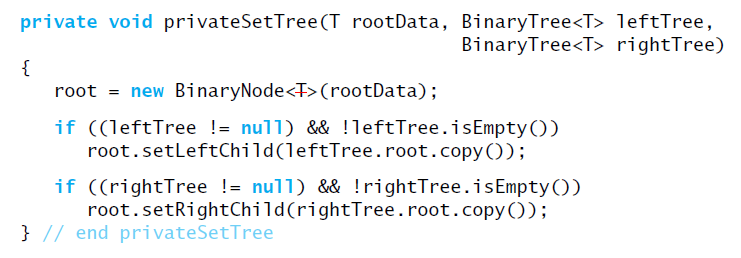 private void privateSetTree(T rootData, BinaryTree<T> leftTree,
BinaryTree<T> rightTree)
{
root = new BinaryNode<T>(rootData);
if ((leftTree != null) && !leftTree.isEmpty())
root.setLeftChild(leftTree.root.copy());
if ((rightTree != null) && !rightTree.isEmpty())
root.setRightChild(rightTree.root.copy());
} // end privateSetTree